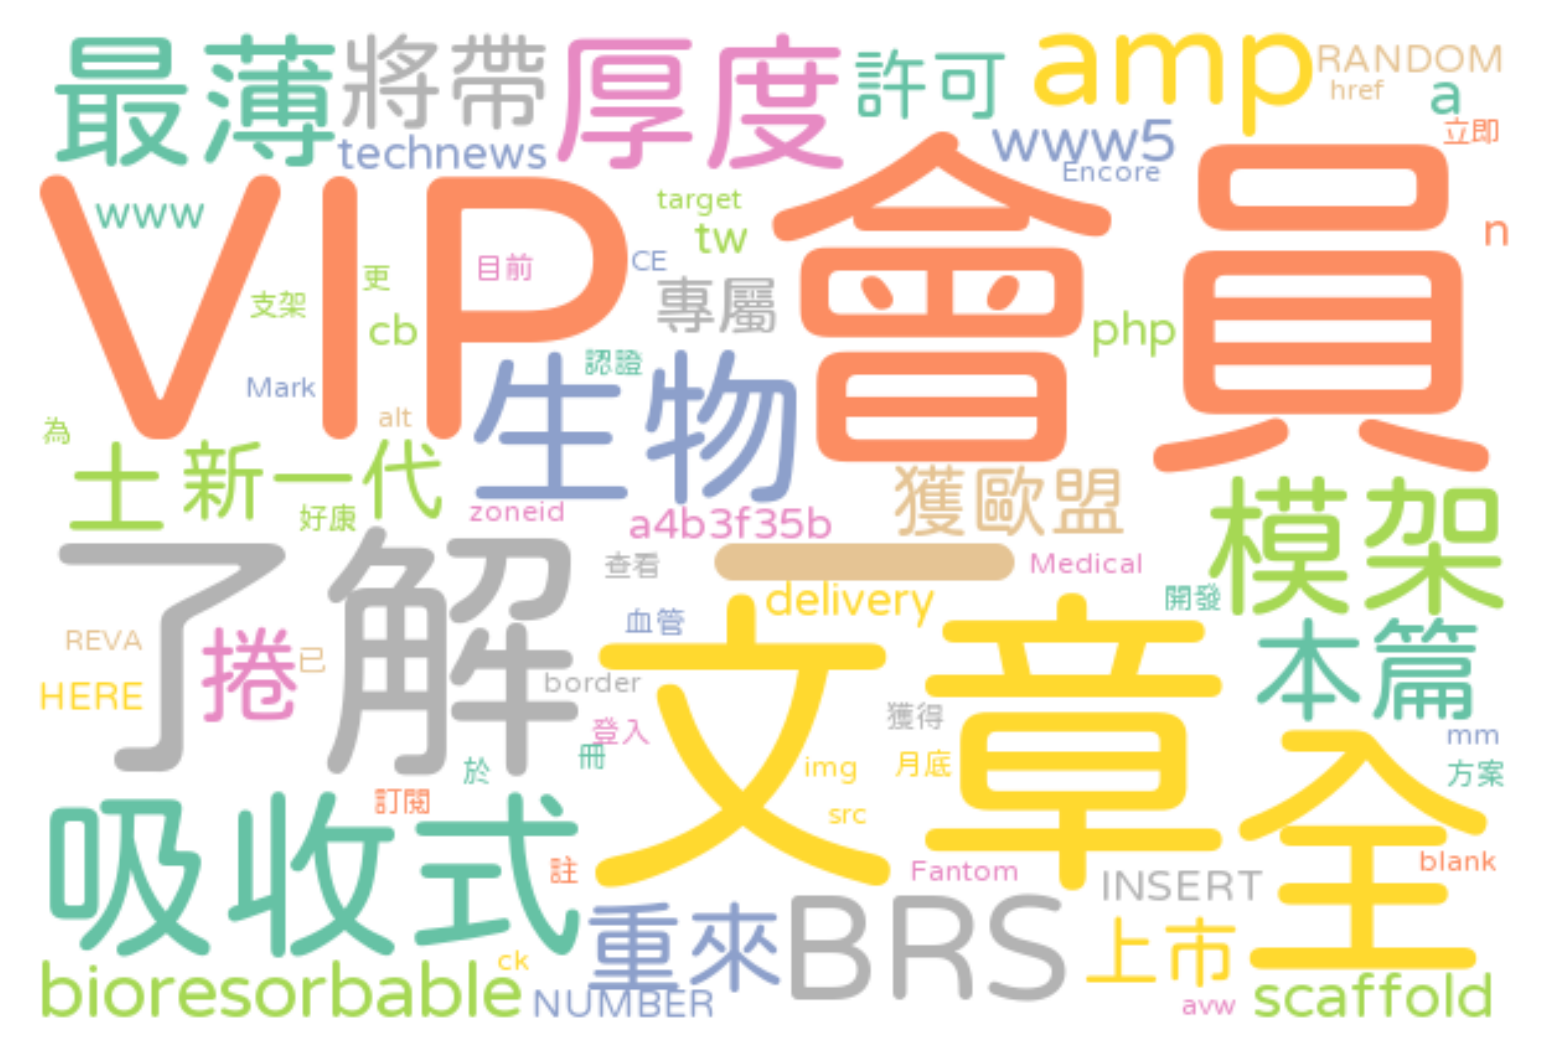 最薄
將帶
厚度
許可
amp
RANDOM
href
a
立即
technews
www5
Encore
VIP
會員
www
target
tw
n
CE
目前
更
支架
cb
專屬
php
認證
Mark
alt
生物
為
土
新一代
好康
zoneid
a4b3f35b
獲歐盟
模架
了解
一
查看
Medical
delivery
開發
血管
REVA
捲
已
HERE
border
文章
本篇
登入
獲得
冊
於
img
月底
mm
方案
訂閱
src
全
吸收式
註
Fantom
blank
INSERT
重來
BRS
上市
bioresorbable
ck
NUMBER
avw
scaffold